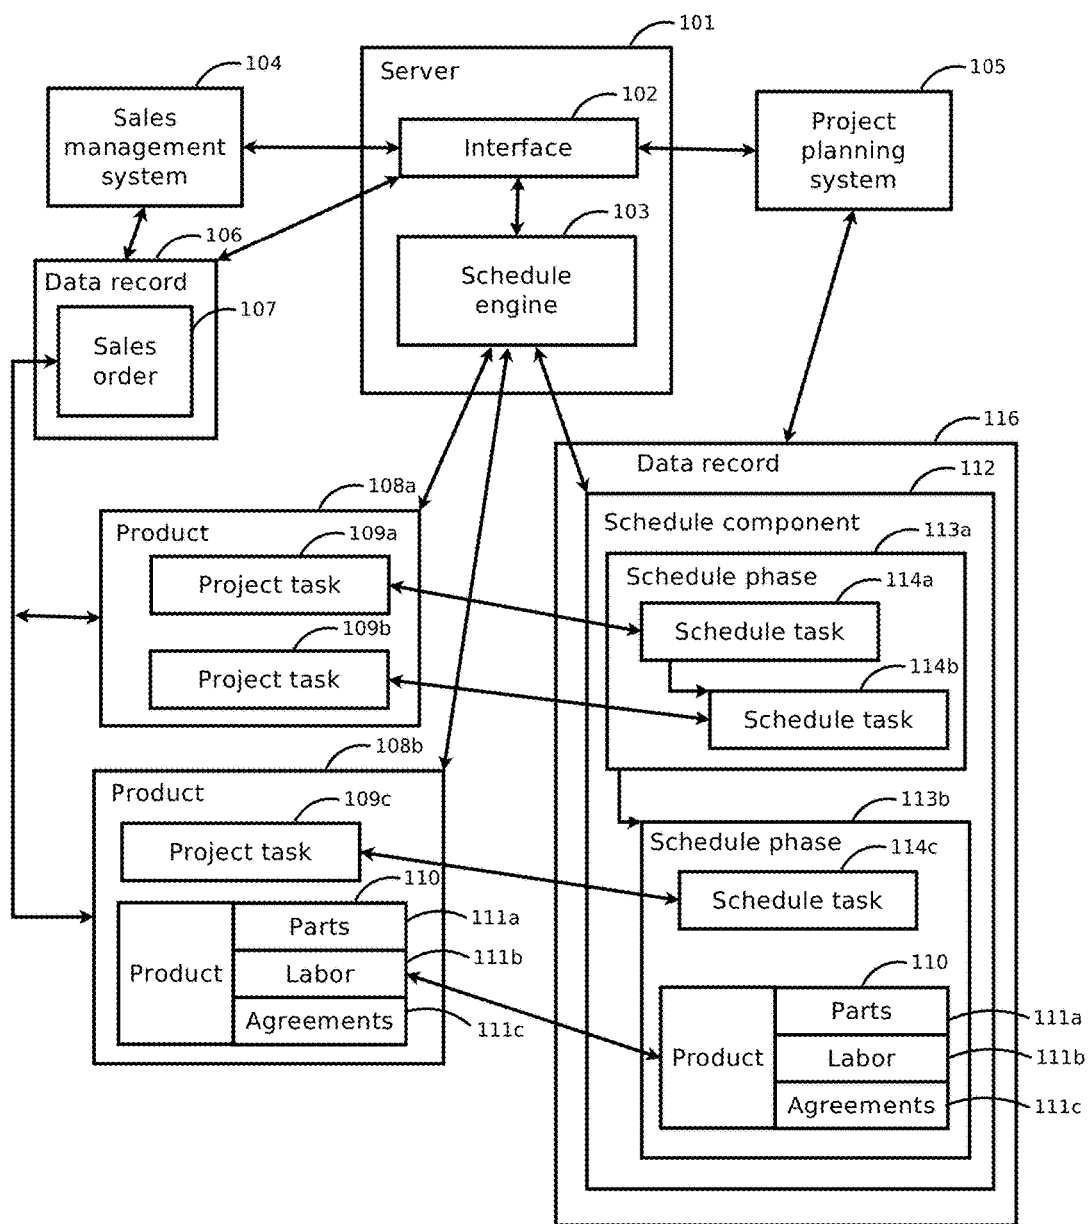 101
104
Server
105
102
Sales
management
system
Interface
Project
planning
system
103
106
Data record
Schedule
engine
107
Sales
order
116
Data record
112
108a
Product
Schedule component
109a
113a
Project task
Schedule phase
114a
109b
Schedule task
Project task
114b
Schedule task
108b
Product
109c
113b
Project task
Schedule phase
114c
110
Schedule task
Product
Parts
111a
Labor
111b
Agreements
111c
110
Product
Parts
111a
Labor
111b
Agreements
111c